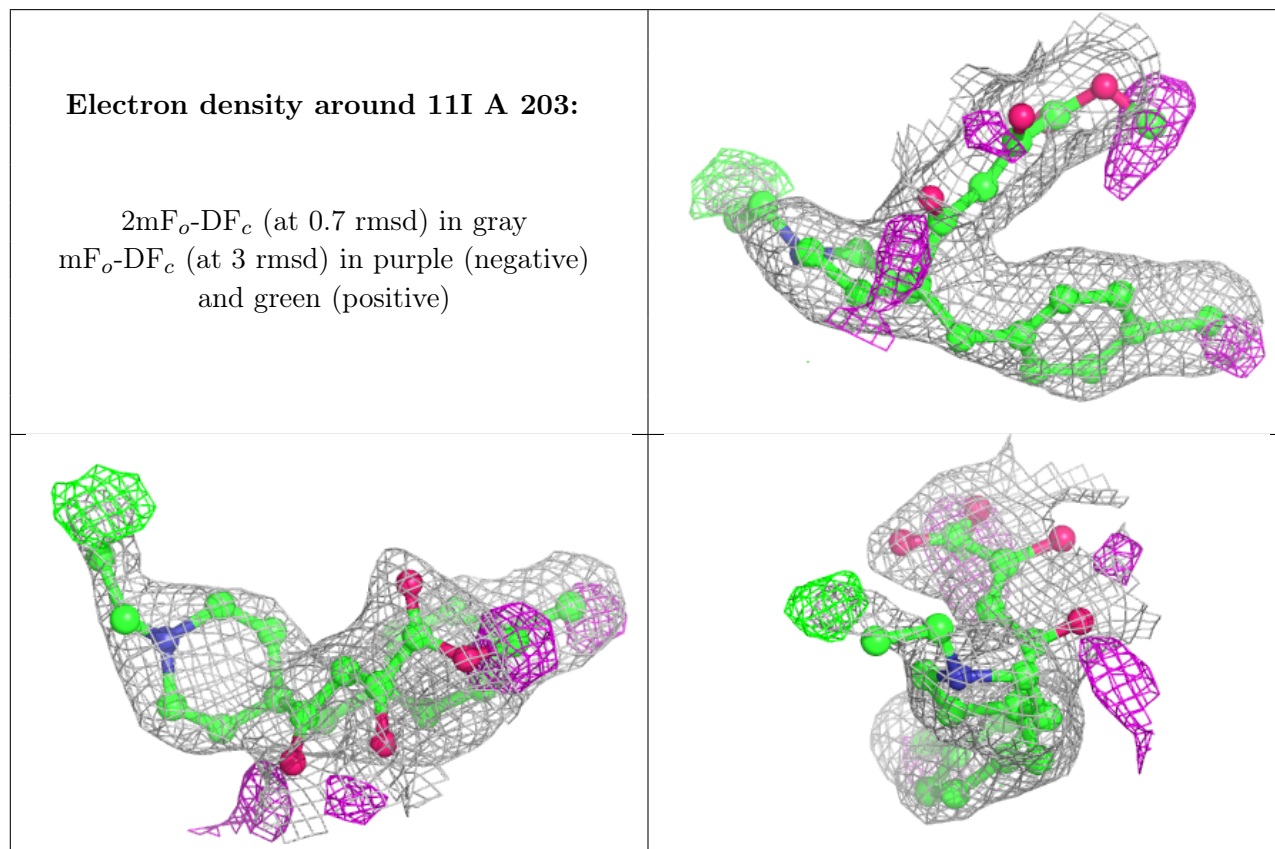 Electron density around 11I A 203:
2mFo-DFc (at 0.7 rmsd) in gray
mFo-DFc (at 3 rmsd) in purple (negative)
and green (positive)